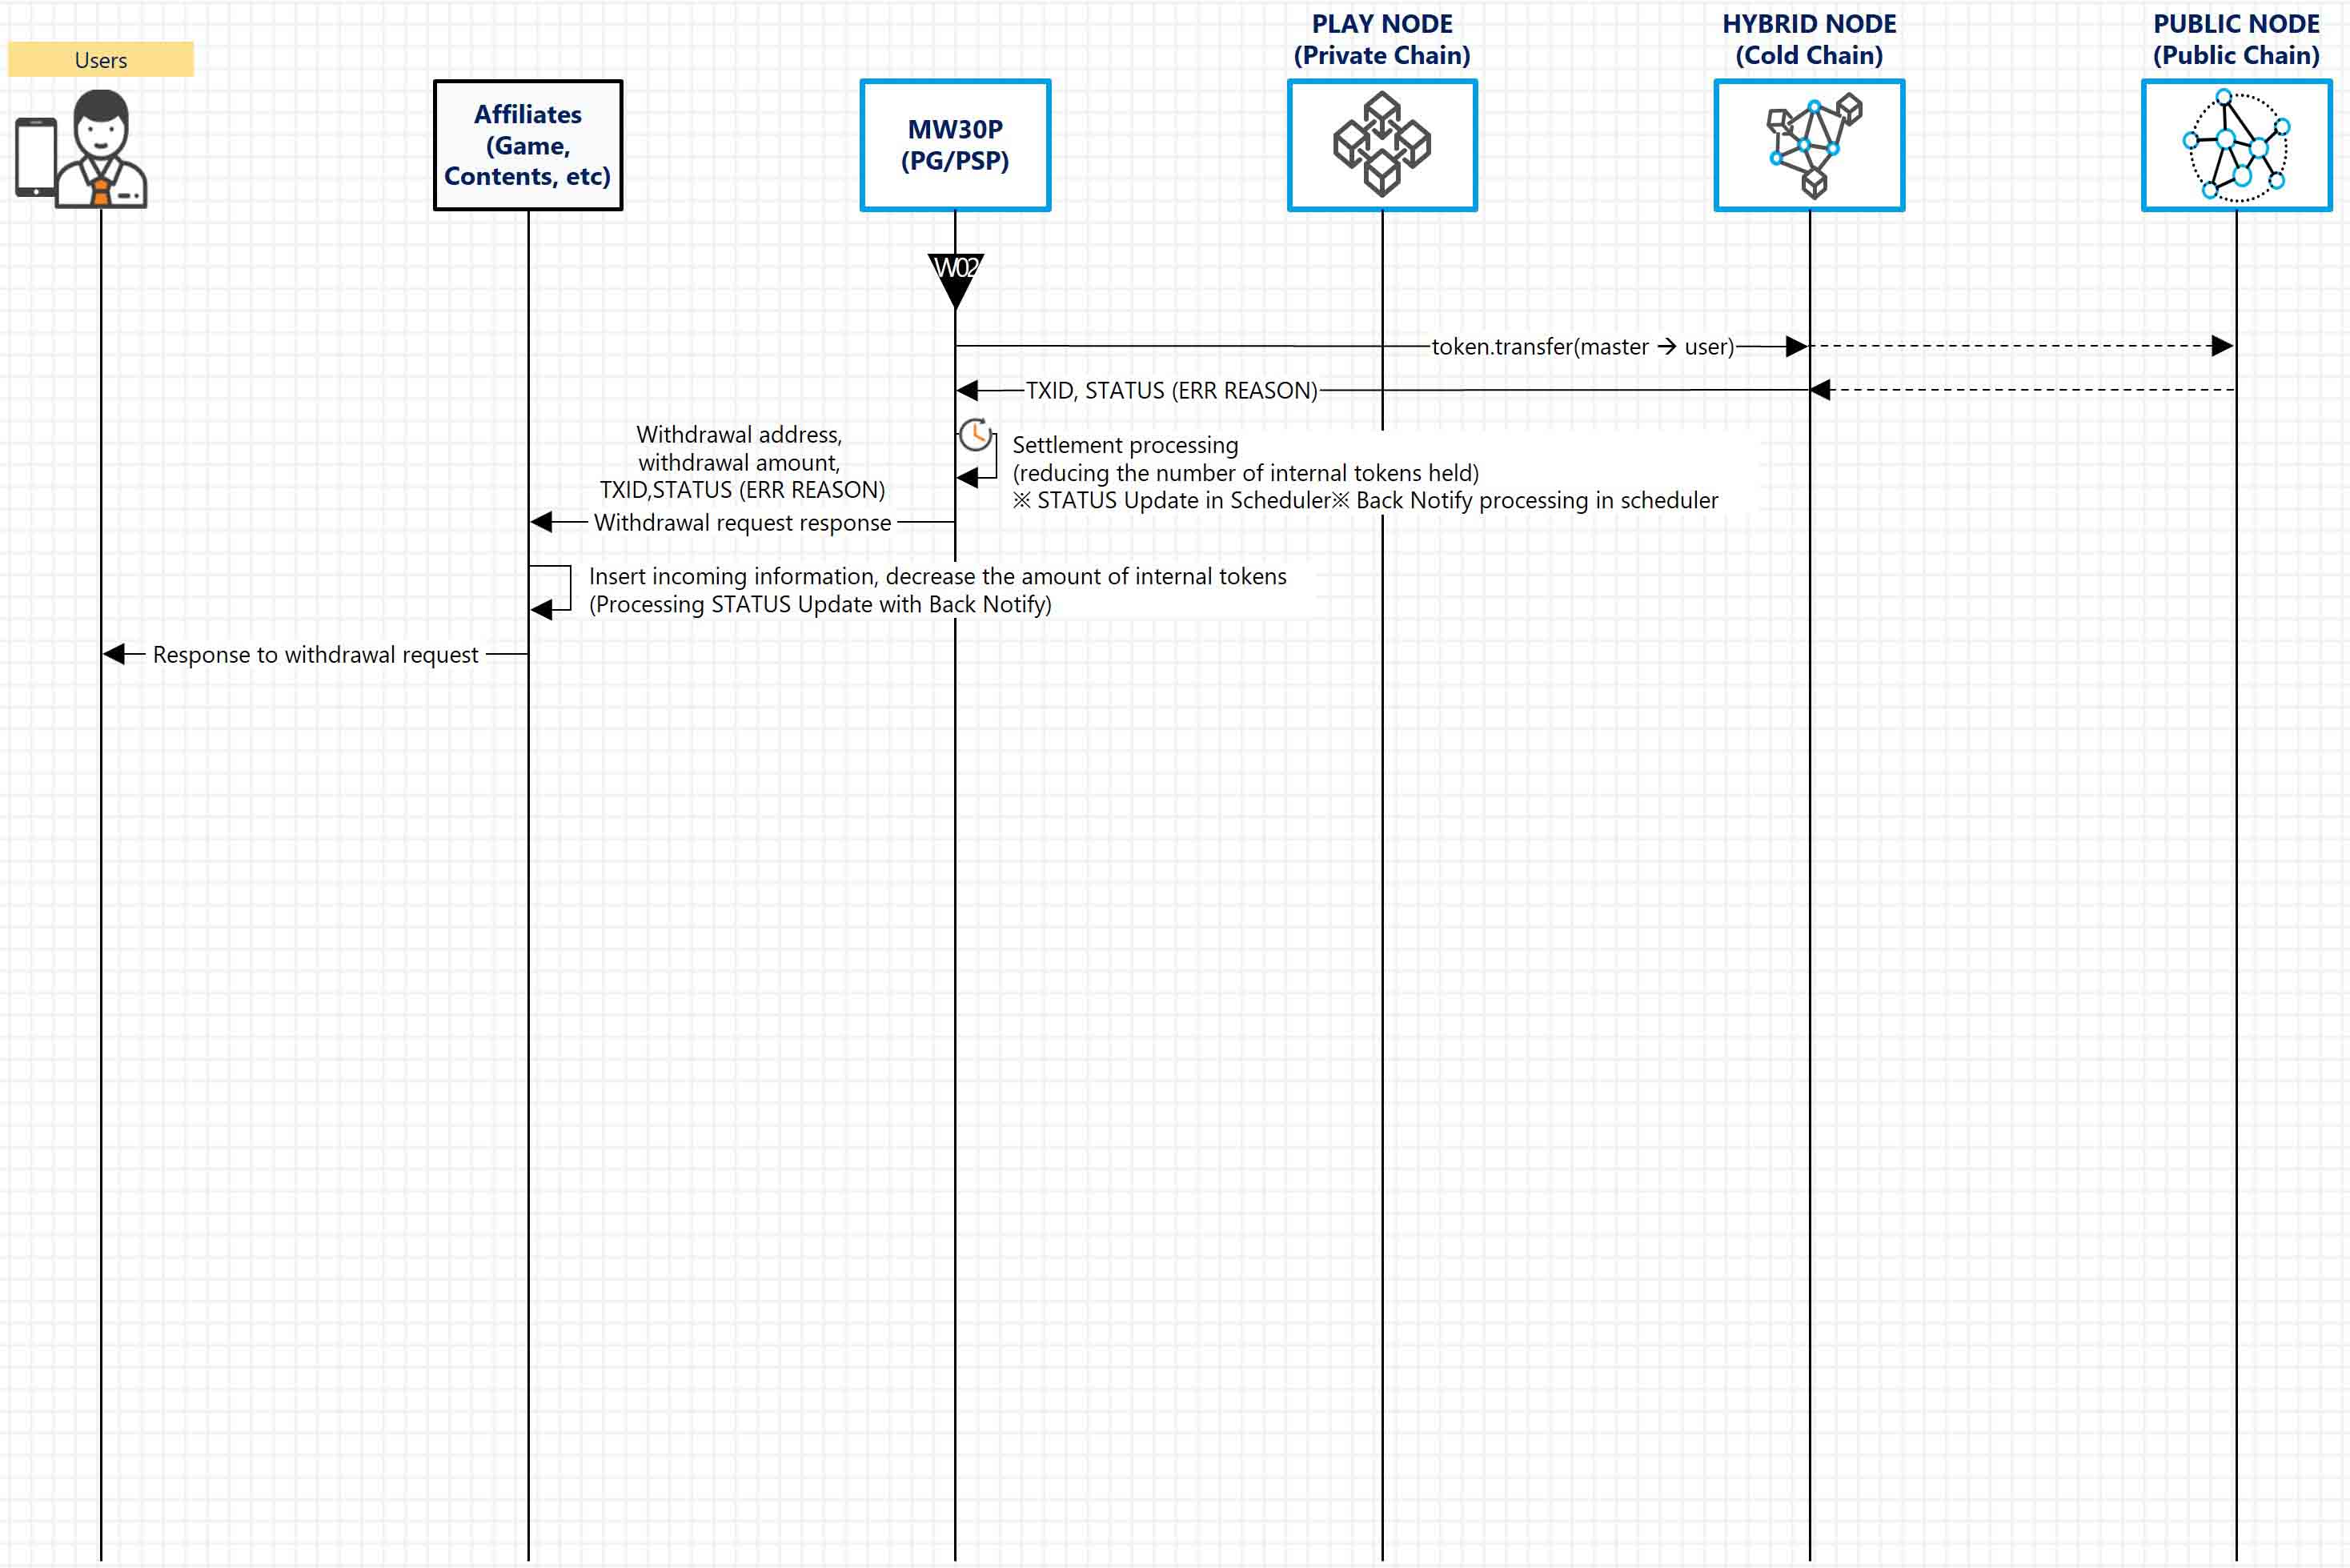 PLAY NODE
(Private Chain)
HYBRID NODE
(Cold Chain)
PUBLIC NODE
(Public Chain)
Users
Affiliates
(Game,
Contents, etc)
MW30P
(PG/PSP)
W02
token.transfer(master → user)
TXID, STATUS (ERR REASON)
Withdrawal address,
withdrawal amount,
TXID,STATUS (ERR REASON)
Settlement processing
(reducing the number of internal tokens held)
※ STATUS Update in Scheduler※ Back Notify processing in scheduler
Withdrawal request response
Insert incoming information, decrease the amount of internal tokens
(Processing STATUS Update with Back Notify)
Response to withdrawal request